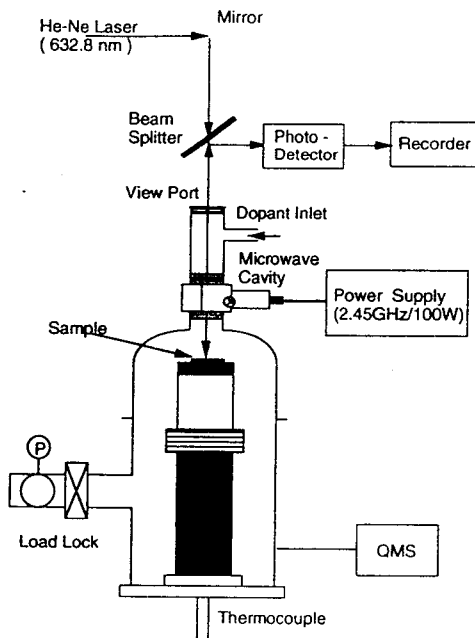 He-Ne Laser
( 632.8 nm )
Mirror
Beam
Splitter
Photo -
Detector
Recorder
View Port
Dopant Inlet
Microwave
Cavity
Power Supply
(2.45GHz/100W)
Sample
P
Load Lock
QMS
Thermocouple